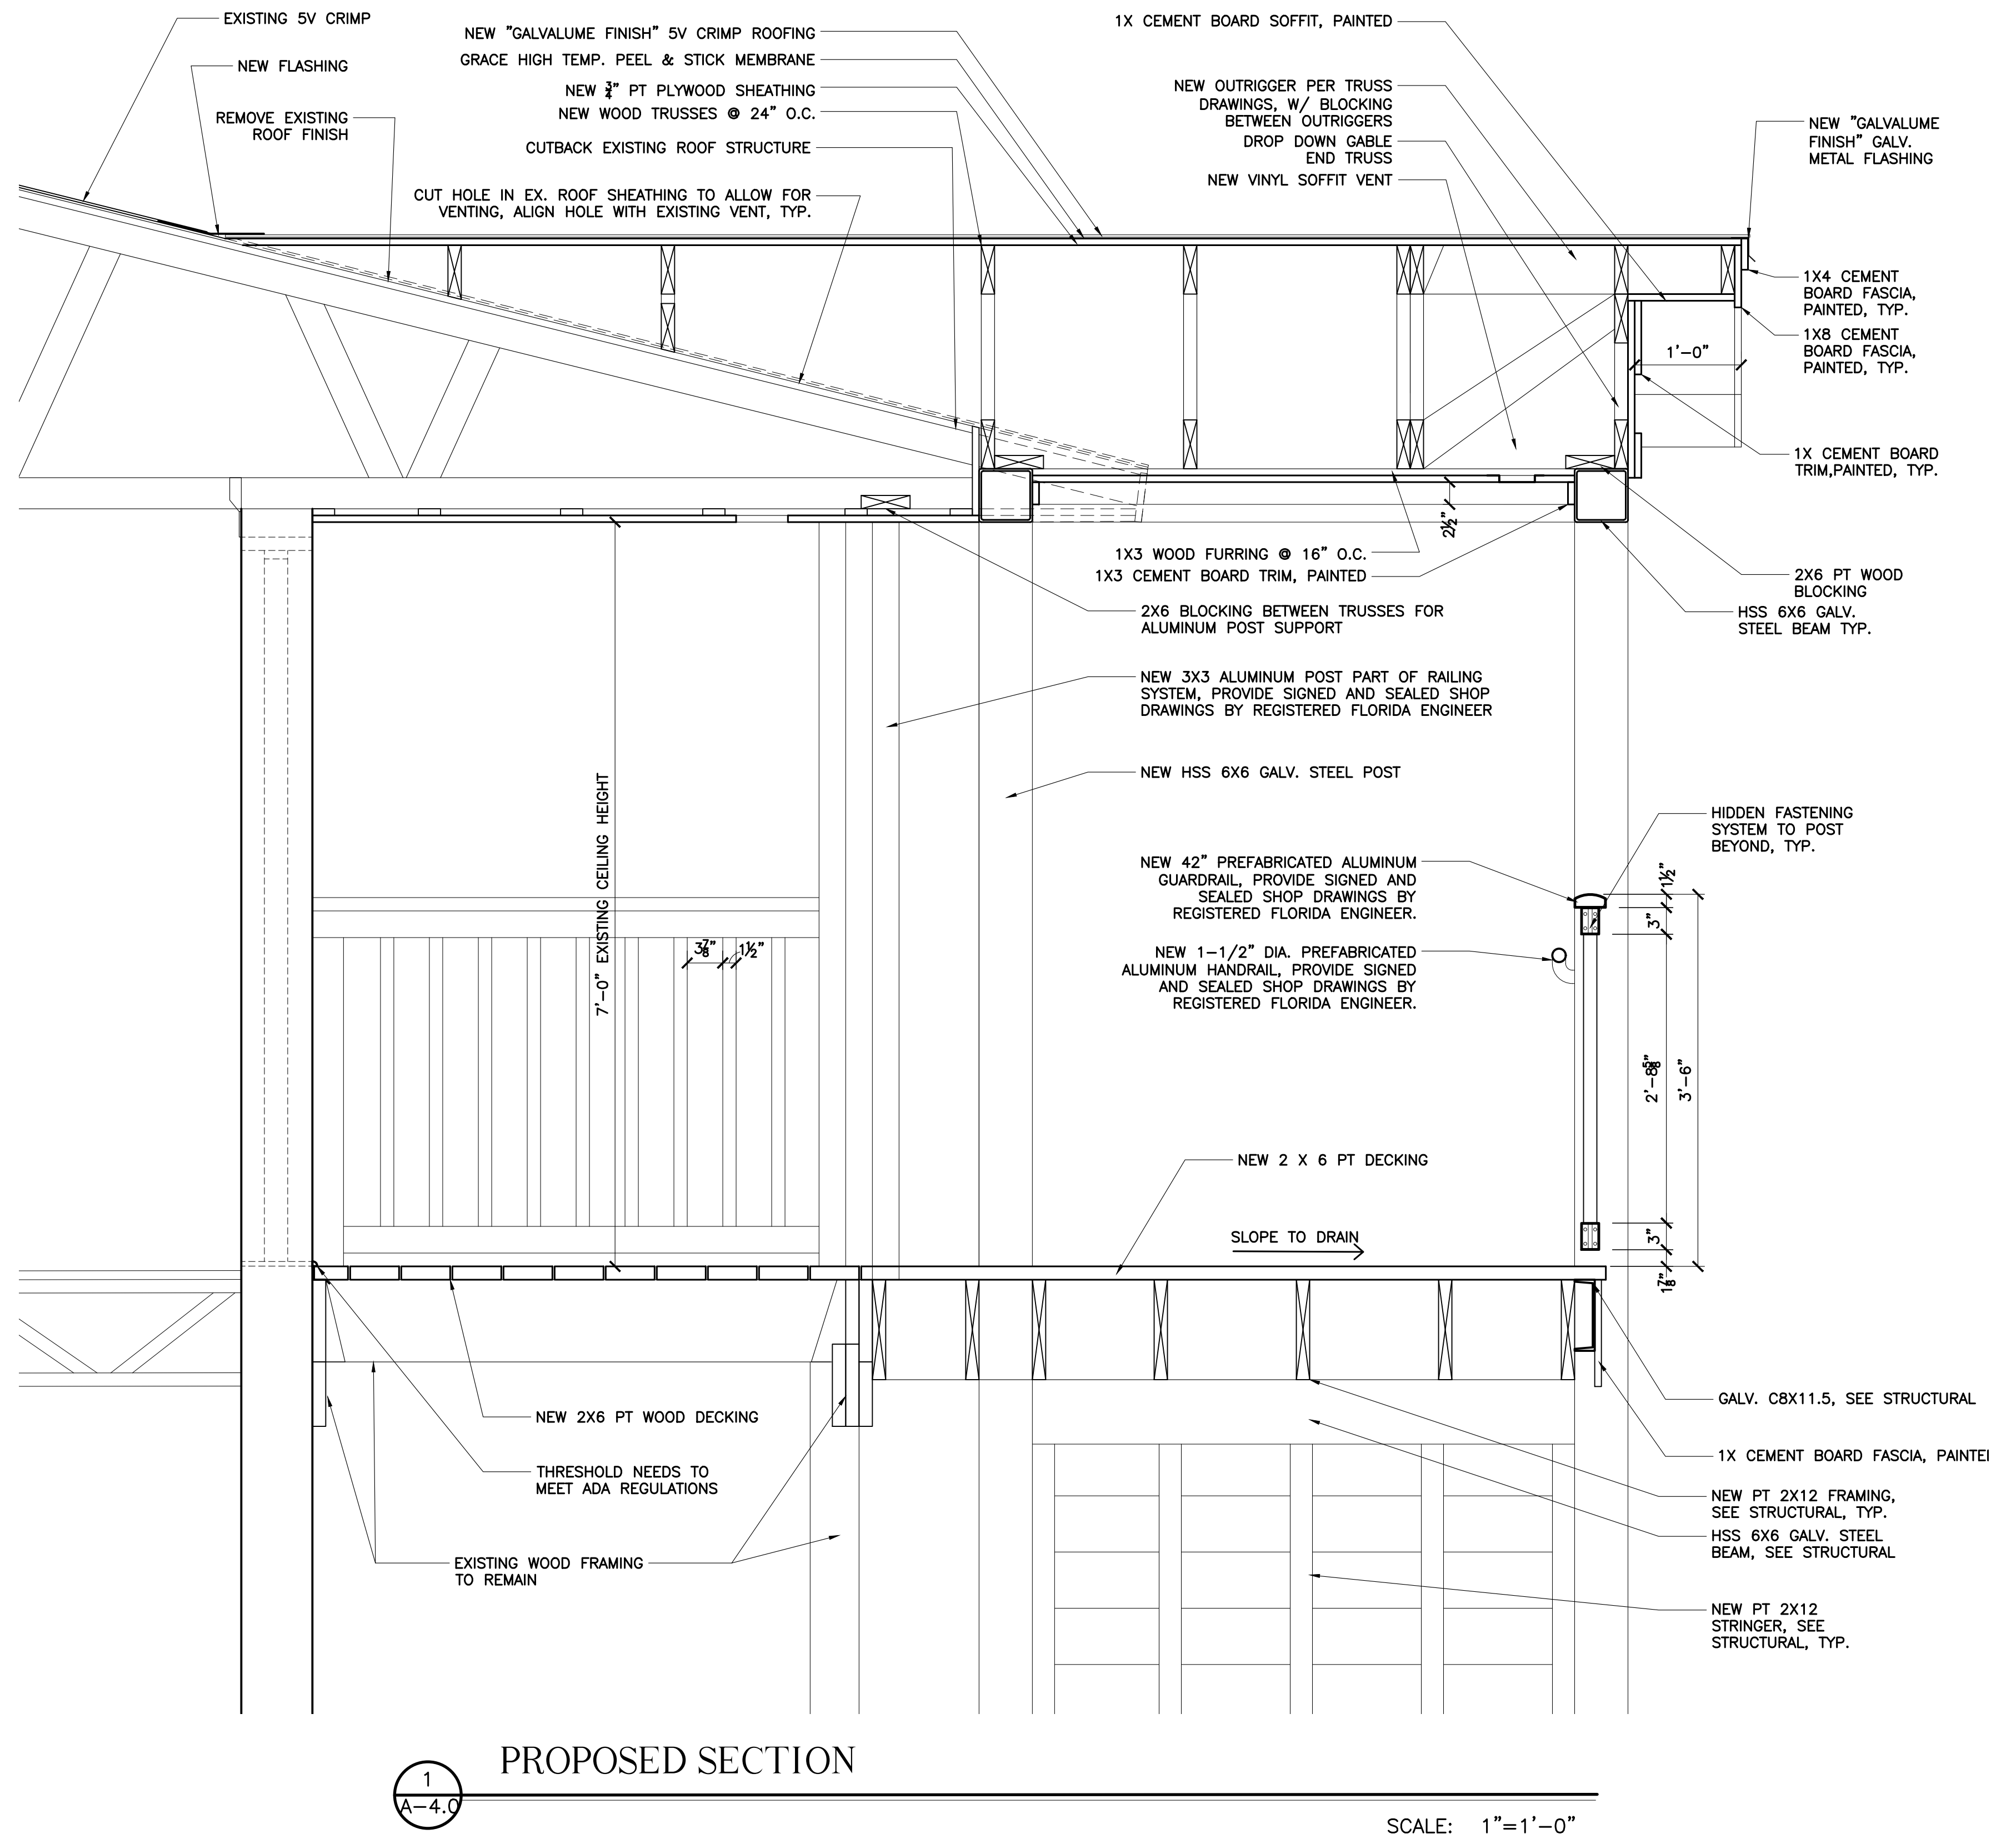 EXISTING 5V CRIMP
NEW FLASHING
REMOVE EXISTING
ROOF FINISH
NEW "GALVALUME FINISH" 5V CRIMP ROOFING
GRACE HIGH TEMP. PEEL & STICK MEMBRANE
NEW 3/4" PT PLYWOOD SHEATHING
NEW WOOD TRUSSES @ 24" O.C.
CUTBACK EXISTING ROOF STRUCTURE
CUT HOLE IN EX. ROOF SHEATHING TO ALLOW FOR
VENTING, ALIGN HOLE WITH EXISTING VENT, TYP.
1X CEMENT BOARD SOFFIT, PAINTED
NEW OUTRIGGER PER TRUSS
DRAWINGS, W/ BLOCKING
BETWEEN OUTRIGGERS
DROP DOWN GABLE
END TRUSS
NEW VINYL SOFFIT VENT
NEW "GALVALUME
FINISH" GALV.
METAL FLASHING
1X4 CEMENT
BOARD FASCIA,
PAINTED, TYP.
1X8 CEMENT
BOARD FASCIA,
PAINTED, TYP.
1'-0"
1X CEMENT BOARD
TRIM,PAINTED, TYP.
2½"
1X3 WOOD FURRING @ 16" O.C.
1X3 CEMENT BOARD TRIM, PAINTED
2X6 PT WOOD
BLOCKING
HSS 6X6 GALV.
STEEL BEAM TYP.
2X6 BLOCKING BETWEEN TRUSSES FOR
ALUMINUM POST SUPPORT
NEW 3X3 ALUMINUM POST PART OF RAILING
SYSTEM, PROVIDE SIGNED AND SEALED SHOP
DRAWINGS BY REGISTERED FLORIDA ENGINEER
NEW HSS 6X6 GALV. STEEL POST
7'-0" EXISTING CEILING HEIGHT
HIDDEN FASTENING
SYSTEM TO POST
BEYOND, TYP.
NEW 42" PREFABRICATED ALUMINUM
GUARDRAIL, PROVIDE SIGNED AND
SEALED SHOP DRAWINGS BY
REGISTERED FLORIDA ENGINEER.
NEW 1-1/2" DIA. PREFABRICATED
ALUMINUM HANDRAIL, PROVIDE SIGNED
AND SEALED SHOP DRAWINGS BY
REGISTERED FLORIDA ENGINEER.
3⅞"
1½"
1½"
3"
2'-8⅝"
3'-6"
3"
1⅞"
NEW 2 X 6 PT DECKING
SLOPE TO DRAIN
NEW 2X6 PT WOOD DECKING
THRESHOLD NEEDS TO
MEET ADA REGULATIONS
EXISTING WOOD FRAMING
TO REMAIN
GALV. C8X11.5, SEE STRUCTURAL
1X CEMENT BOARD FASCIA,
NEW PT 2X12 FRAMING,
SEE STRUCTURAL, TYP.
HSS 6X6 GALV. STEEL
BEAM, SEE STRUCTURAL
NEW PT 2X12
STRINGER, SEE
STRUCTURAL, TYP.
1
A-4.0
PROPOSED SECTION
SCALE: 1"=1'-0"